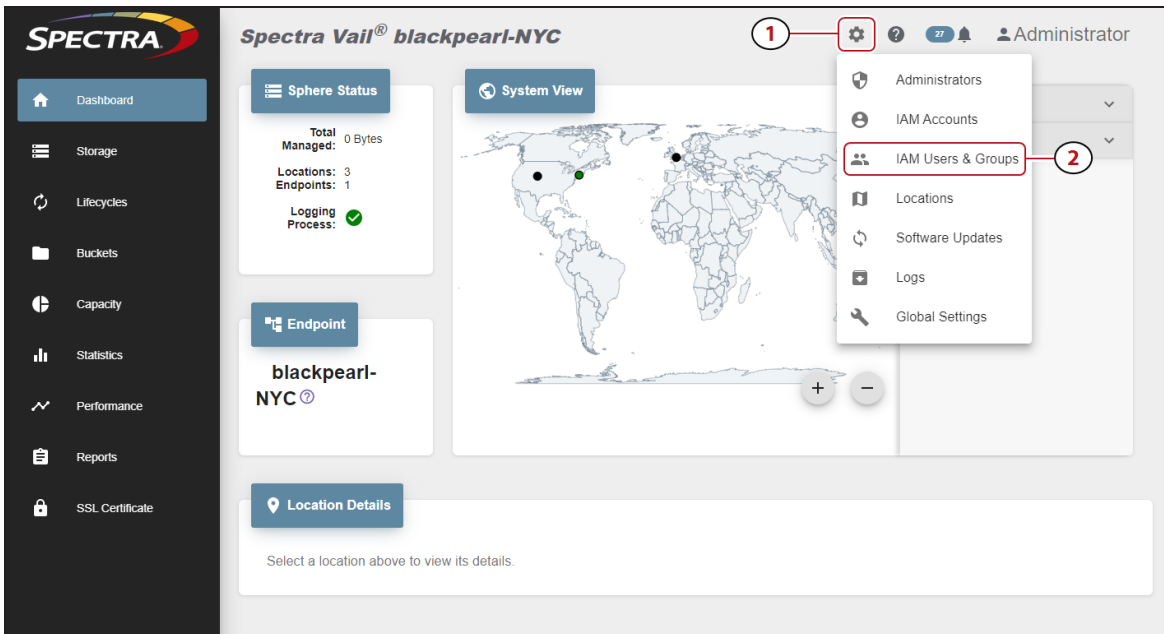 SPECTRA
Spectra Vail® blackpearl-NYC
1
27
Administrator
Dashboard
Storage
Lifecycles
Buckets
Capacity
Statistics
Performance
Reports
SSL Certificate
Sphere Status
Total
Managed: 0 Bytes
Locations: 3
Endpoints: 1
Logging
Process:
System View
Administrators
IAM Accounts
IAM Users & Groups
2
Locations
Software Updates
Logs
Global Settings
Endpoint
blackpearl-
NYC
+
−
Location Details
Select a location above to view its details.